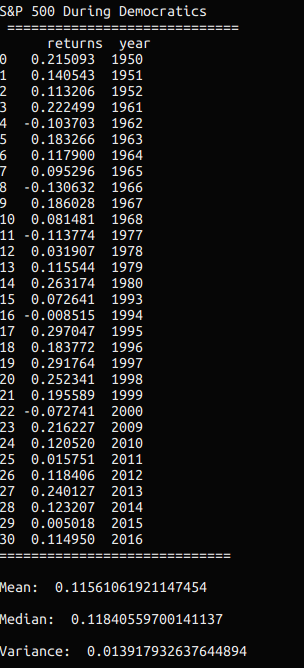 S&P 500 During Democratics
============================
returns year
0 0.215093 1950
1 0.140543 1951
2 0.113206 1952
3 0.222499 1961
4 -0.103703 1962
5 0.183266 1963
6 0.117900 1964
7 0.095296 1965
8 -0.130632 1966
9 0.186028 1967
10 0.081481 1968
11 -0.113774 1977
12 0.031907 1978
13 0.115544 1979
14 0.263174 1980
15 0.072641 1993
16 -0.008515 1994
17 0.297047 1995
18 0.183772 1996
19 0.291764 1997
20 0.252341 1998
21 0.195589 1999
22 -0.072741 2000
23 0.216227 2009
24 0.120520 2010
25 0.015751 2011
26 0.118406 2012
27 0.240127 2013
28 0.123207 2014
29 0.005018 2015
30 0.114950 2016
============================
Mean: 0.11561061921147454
Median: 0.11840559700141137
Variance: 0.013917932637644894